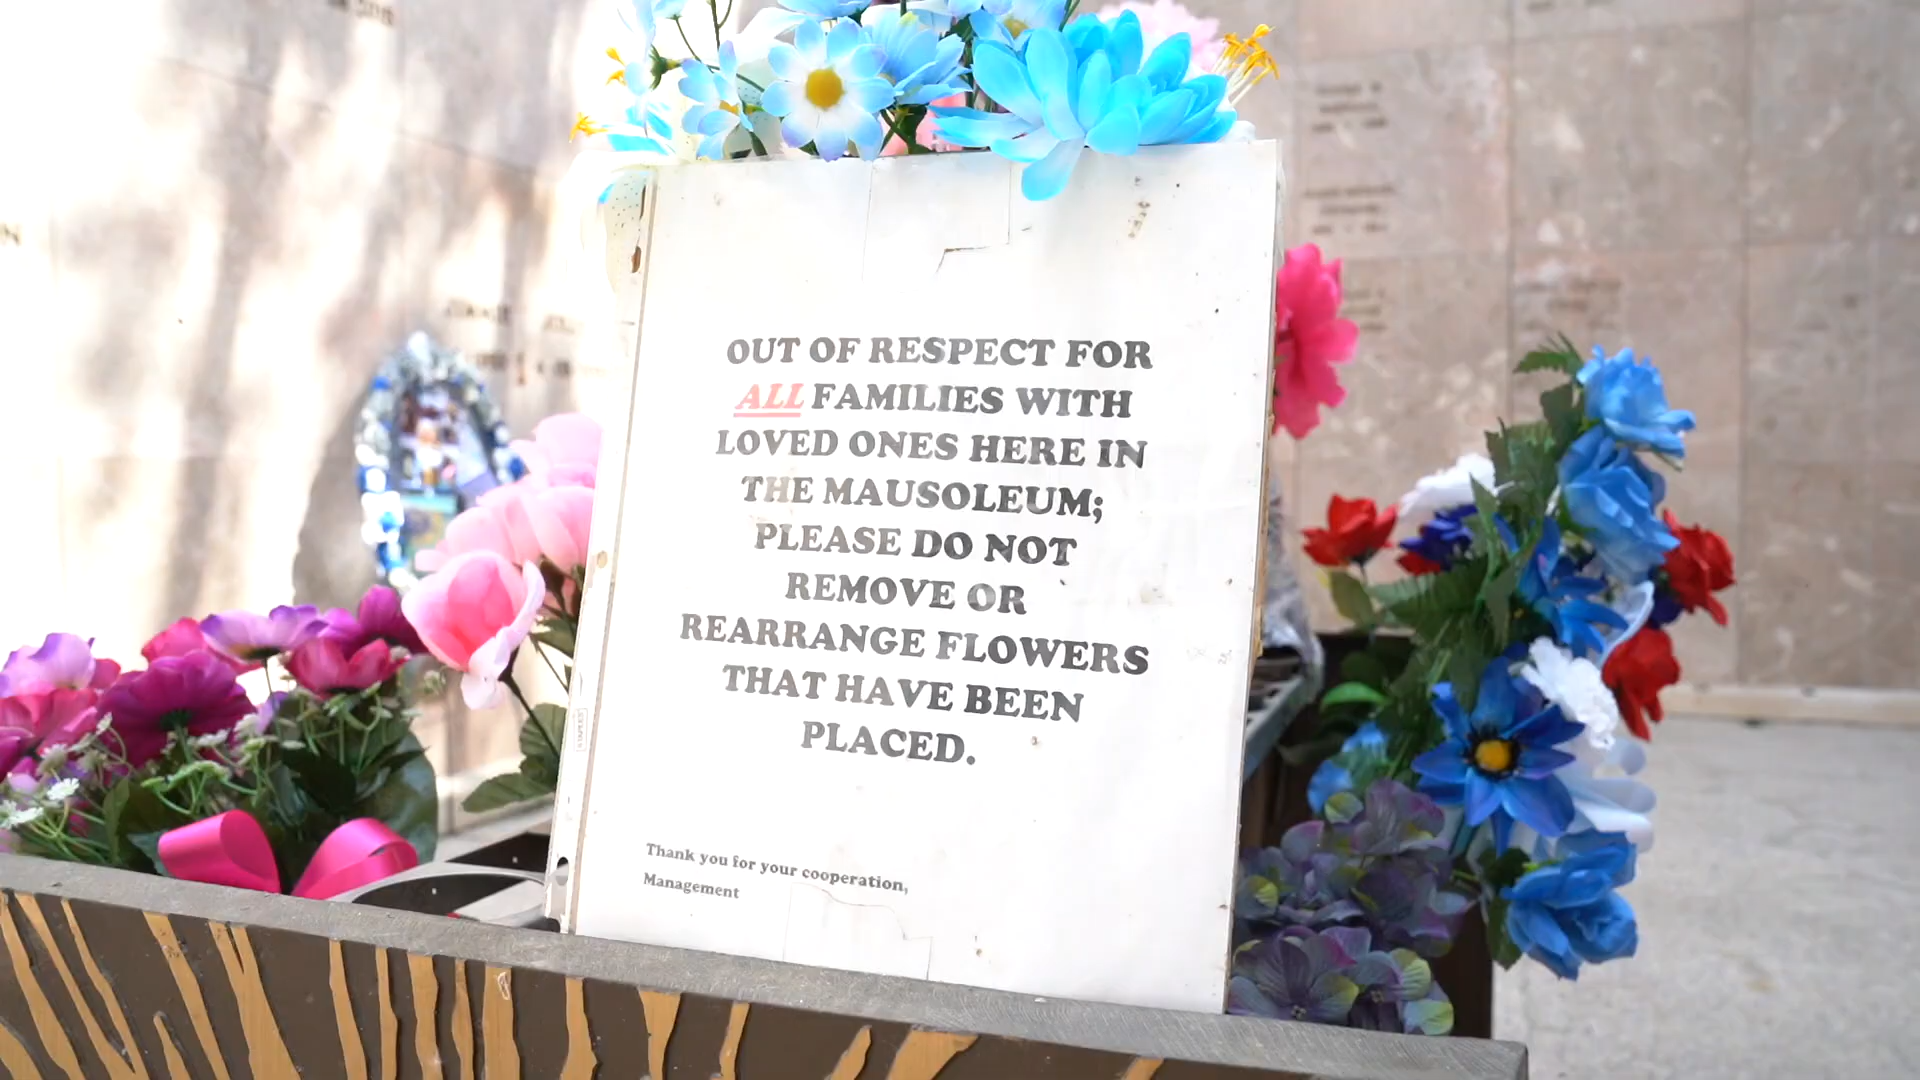 OUT OF RESPECT FOR
ALL FAMILIES WITH
LOVED ONES HERE IN
THE MAUSOLEUM;
PLEASE DO NOT
REMOVE OR
REARRANGE FLOWERS
THAT HAVE BEEN
PLACED.
Thank you for your cooperation,
Management
STAPLES